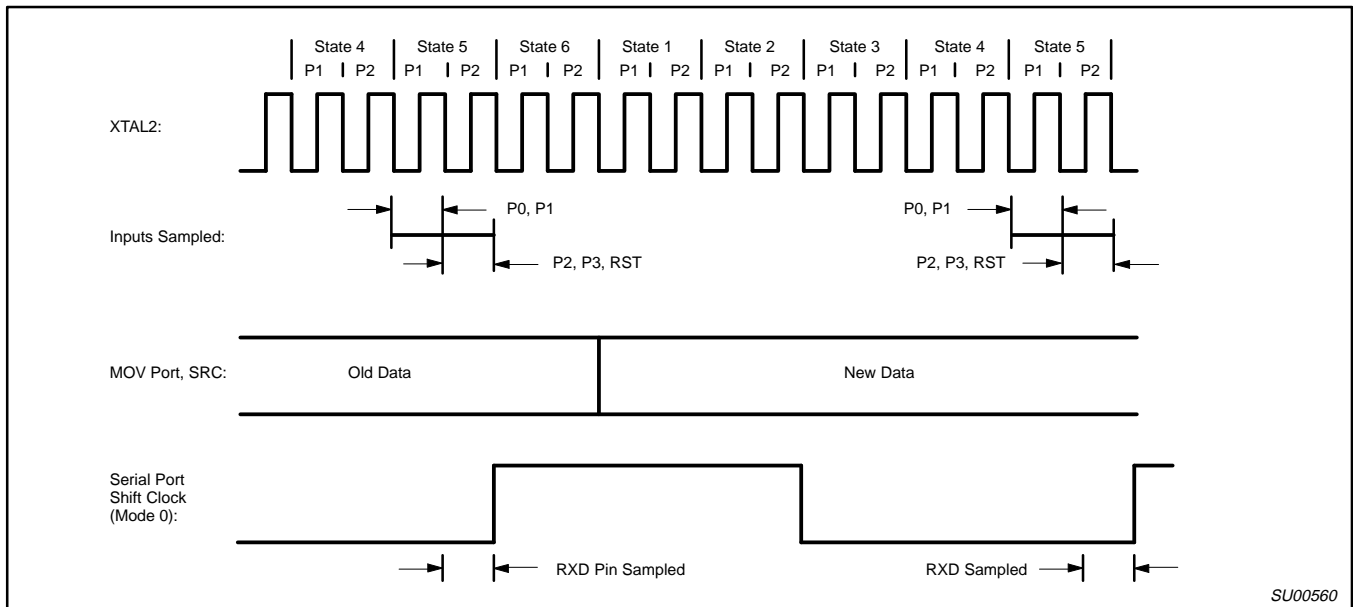 State 4 State 5 State 6 State 1 State 2 State 3 State 4 State 5
P1 P2 P1 P2 P1 P2 P1 P2 P1 P2 P1 P2 P1 P2 P1 P2
XTAL2:
P0, P1 P0, P1
Inputs Sampled:
P2, P3, RST P2, P3, RST
MOV Port, SRC: Old Data New Data
Serial Port
Shift Clock
(Mode 0):
RXD Pin Sampled RXD Sampled
SU00560